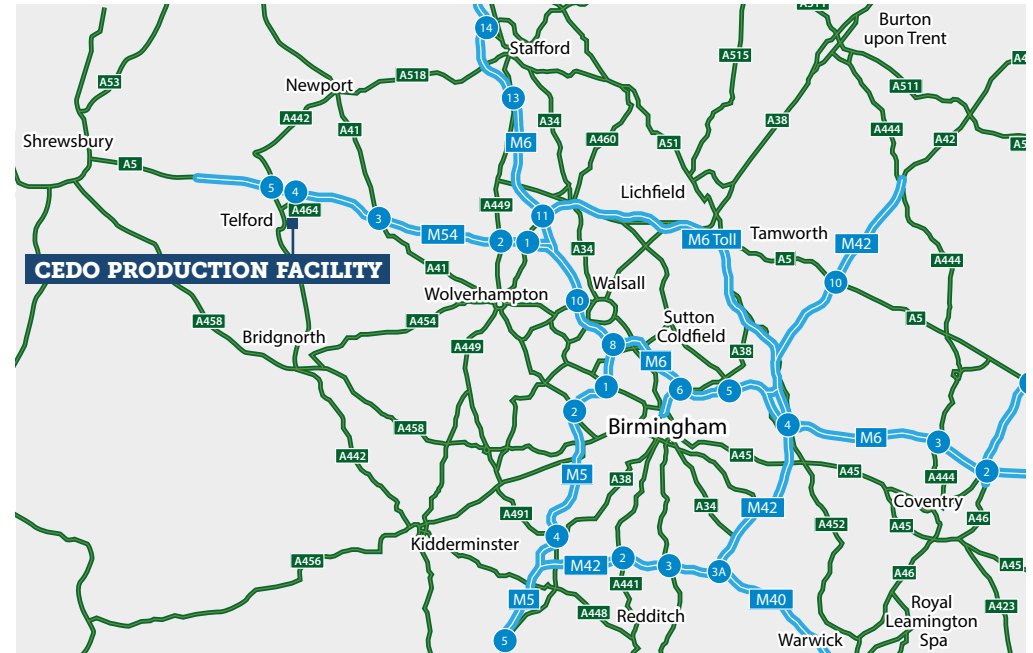 A511
14
Burton
upon Trent
Stafford
A515
A4
A53
A518
Newport
A511
13
A442
A34
A38
A41
M6
A460
A444
A42
Shrewsbury
A51
A5
A5
Lichfield
5
4
A464
A449
11
Telford
3
M54
2
1
M6 Toll
Tamworth
M42
A34
A5
A444
CEDO PRODUCTION FACILITY
A41
10
Walsall
Wolverhampton
10
A458
A454
Sutton
Coldfield
A5
Bridgnorth
A449
8
M6
A38
1
6
5
2
A458
Birmingham
4
M6
3
A442
M5
A45
A45
2
A38
A444
A491
A34
M42
Coventry
A46
A452
A45
4
Kidderminster
A456
M42
2
3
3A
A45
A46
M5
A441
M40
A448
Redditch
Royal
Leamington
Spa
A423
5
Warwick